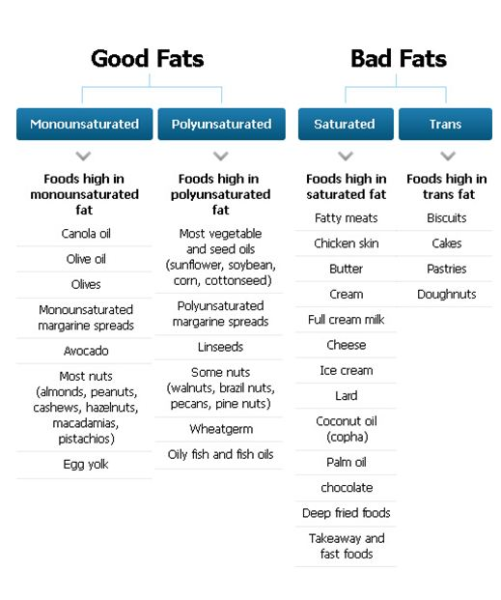 Good Fats
Bad Fats
Monounsaturated
Polyunsaturated
Saturated
Trans
Foods high in
monounsaturated
fat
Canola oil
Olive oil
Olives
Monounsaturated
margarine spreads
Avocado
Most nuts
(almonds, peanuts,
cashews, hazelnuts,
macadamias,
pistachios)
Egg yolk
Foods high in
polyunsaturated
fat
Most vegetable
and seed oils
(sunflower, soybean,
corn, cottonseed)
Polyunsaturated
margarine spreads
Linseeds
Some nuts
(walnuts, brazil nuts,
pecans, pine nuts)
Wheatgerm
Oily fish and fish oils
Foods high in
saturated fat
Fatty meats
Chicken skin
Butter
Cream
Full cream milk
Cheese
Ice cream
Lard
Coconut oil
(copha)
Palm oil
chocolate
Deep fried foods
Takeaway and
fast foods
Foods high in
trans fat
Biscuits
Cakes
Pastries
Doughnuts